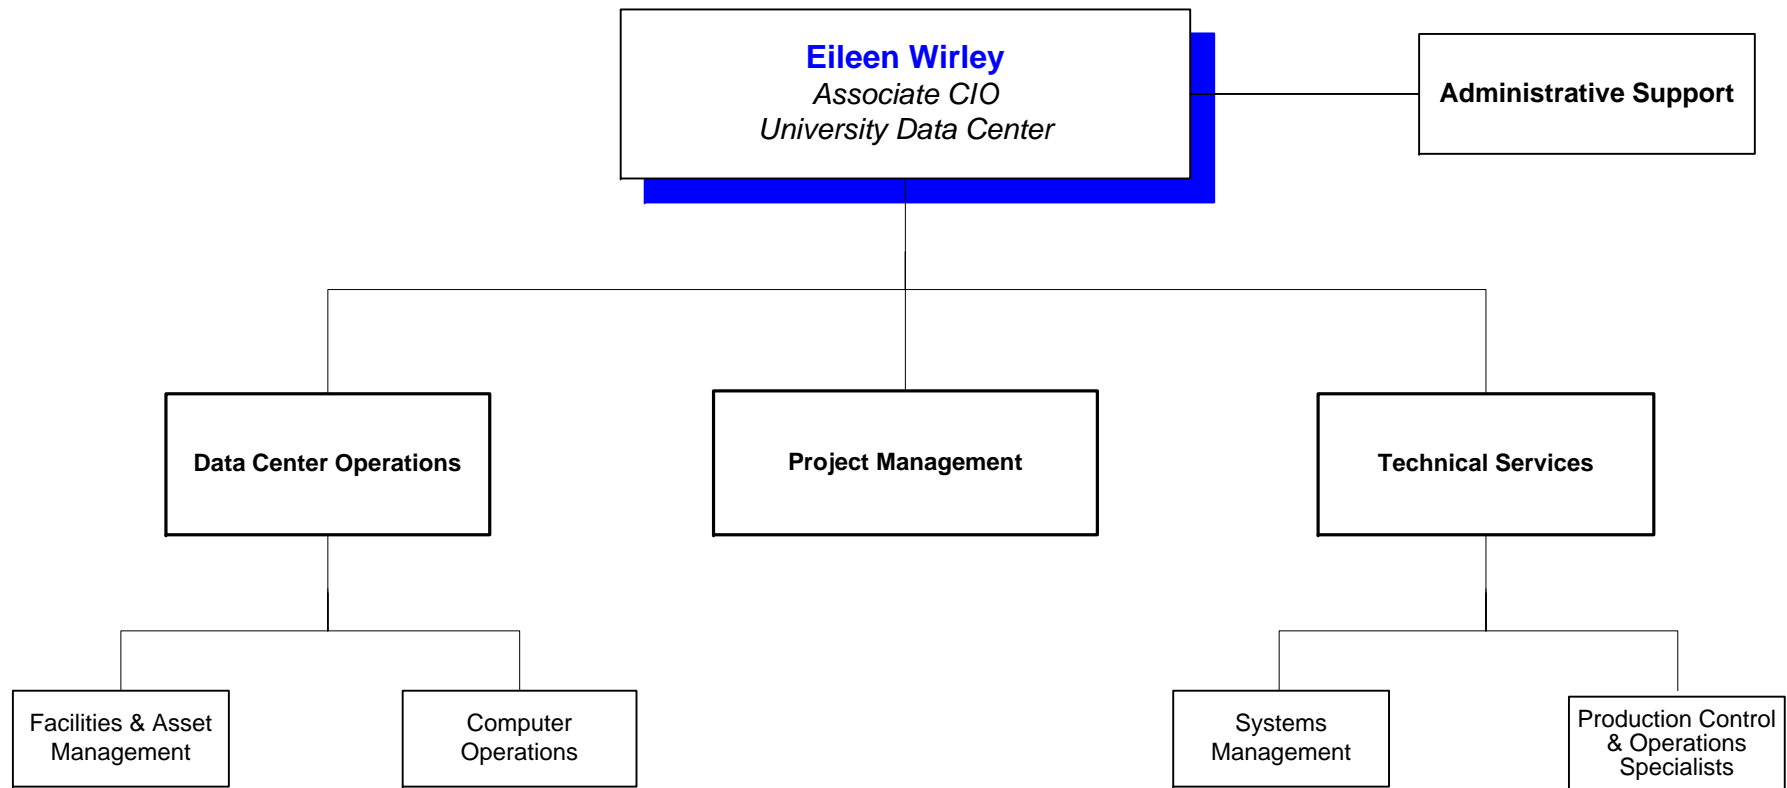 Eileen Wirley
Associate CIO
University Data Center
Administrative Support
Data Center Operations
Project Management
Technical Services
Facilities & Asset
Management
Computer
Operations
Systems
Management
Production Control
& Operations
Specialists